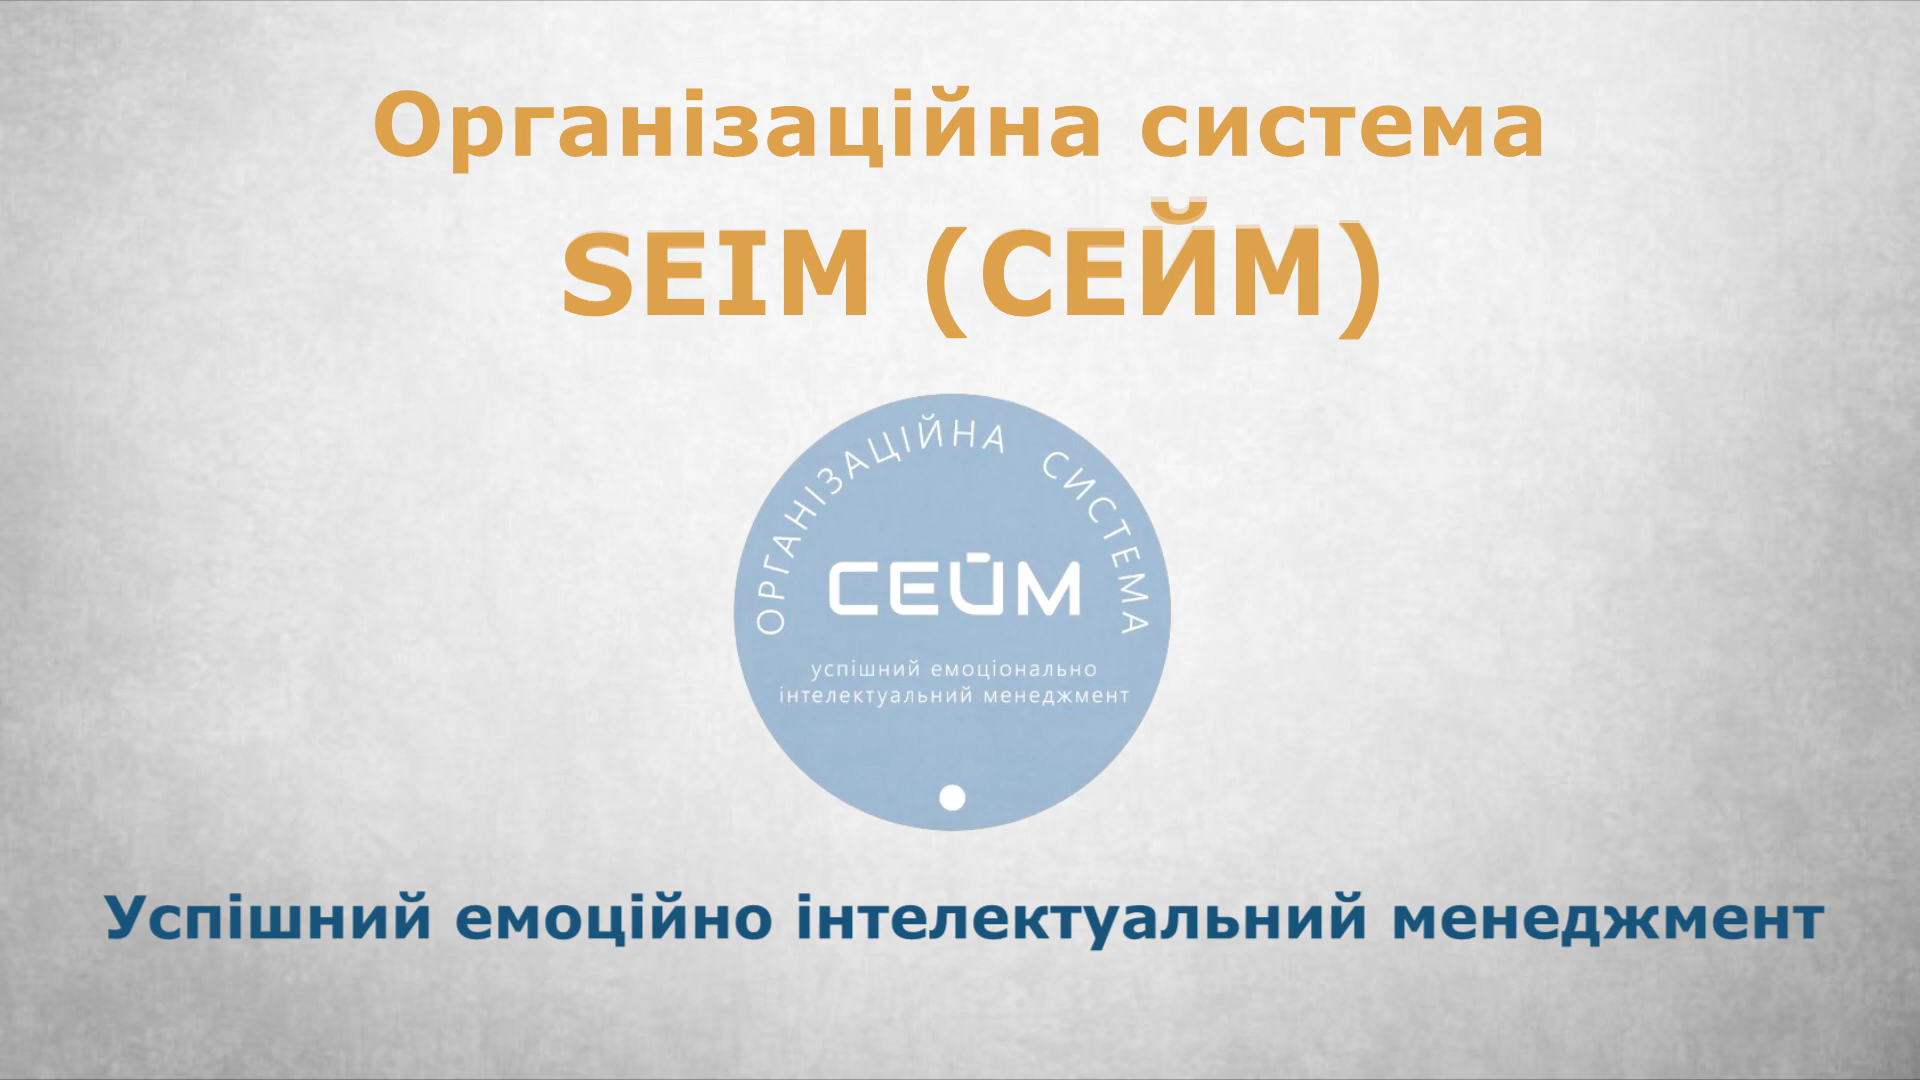 Організаційна система
SEIM (СЕЙМ)
ОРГАНІЗАЦІЙНА СИСТЕМА
СЕЙМ
успішний емоціонально
інтелектуальний менеджмент
Успішний емоційно інтелектуальний менеджмент